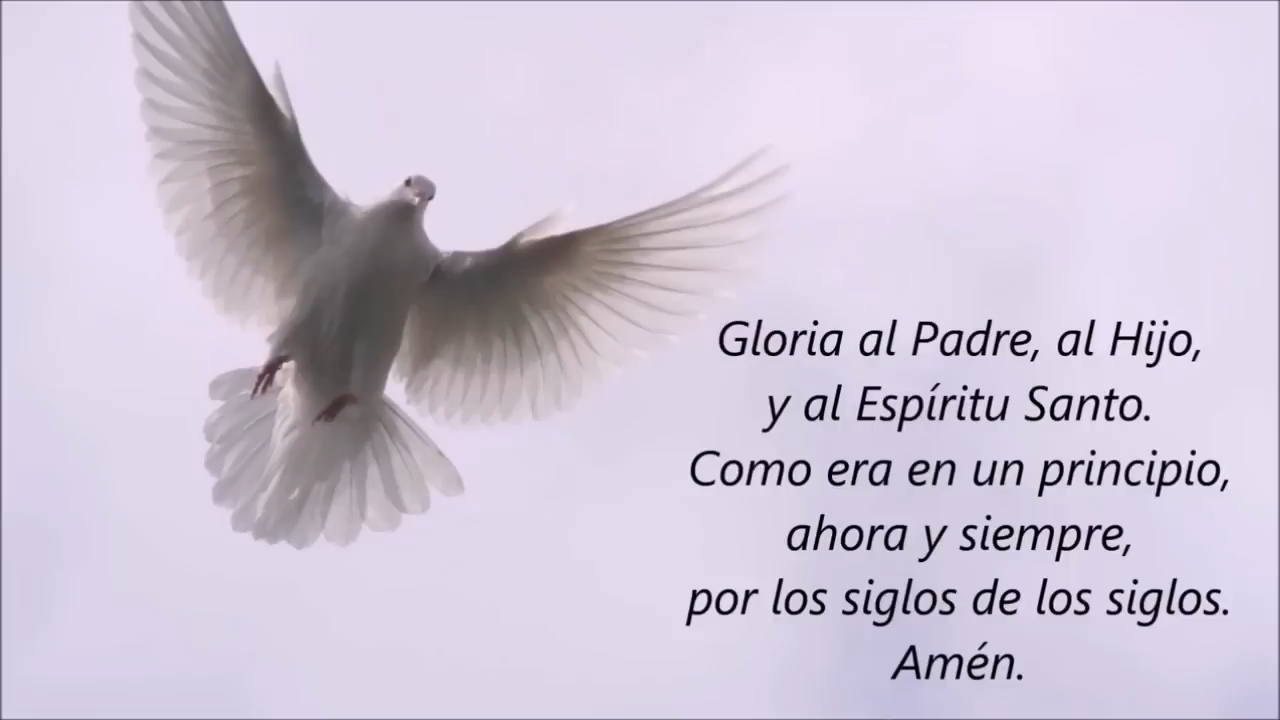 Gloria al Padre, al Hijo,
y al Espíritu Santo.
Como era en un principio,
ahora y siempre,
por los siglos de los siglos.
Amén.